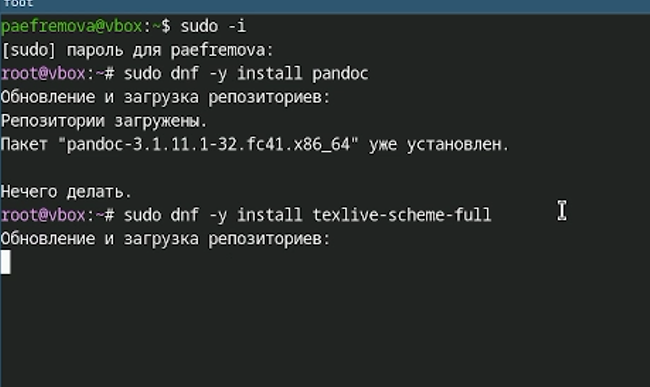 root
paefremova@vbox:~$ sudo -i
[sudo] пароль для paefremova:
root@vbox:~# sudo dnf -y install pandoc
Обновление и загрузка репозиториев:
Репозитории загружены.
Пакет "pandoc-3.1.11.1-32.fc41.x86_64" уже установлен.
Нечего делать.
root@vbox:~# sudo dnf -y install texlive-scheme-full
Обновление и загрузка репозиториев: